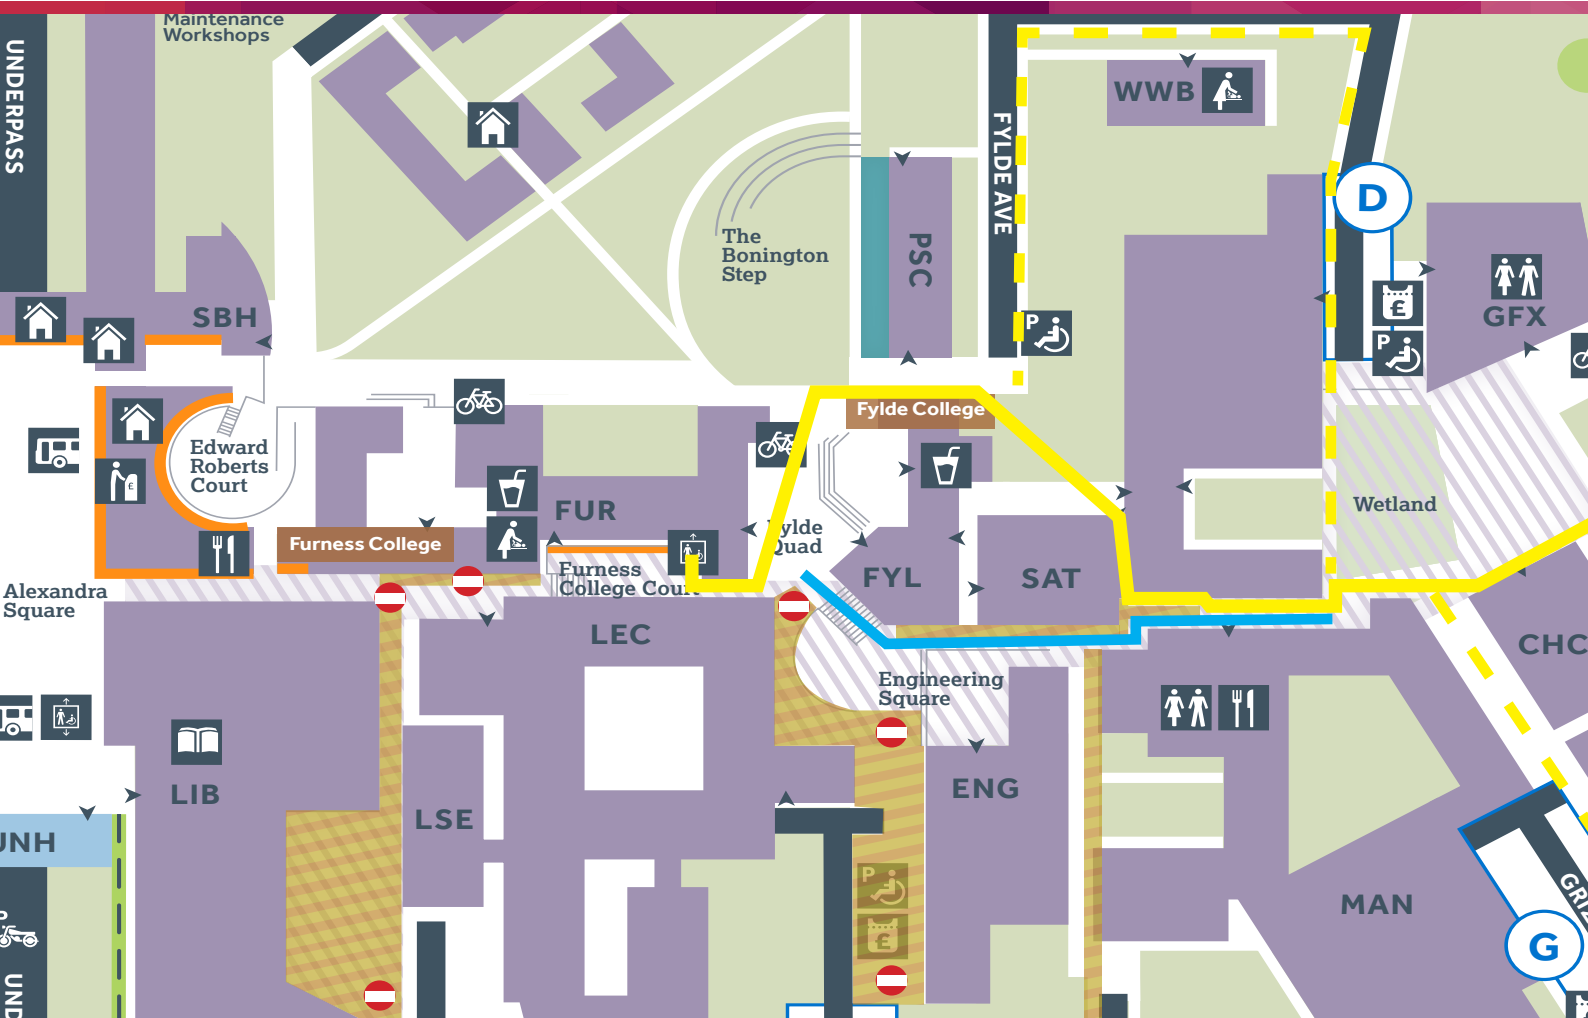 Maintenance
Workshops
UNDERPASS
WWB
FYLDE AVE
D
The
Bonington
Step
PSC
£
P
P
GFX
SBH
Fylde College
Edward
Roberts
Court
£
FUR
Wetland
Furness College
Fylde
Quad
Furness
College Court
FYL
SAT
Alexandra
Square
LEC
CHC
Engineering
Square
LIB
ENG
LSE
UNH
P
£
MAN
GRIZ
G
P
UND
£